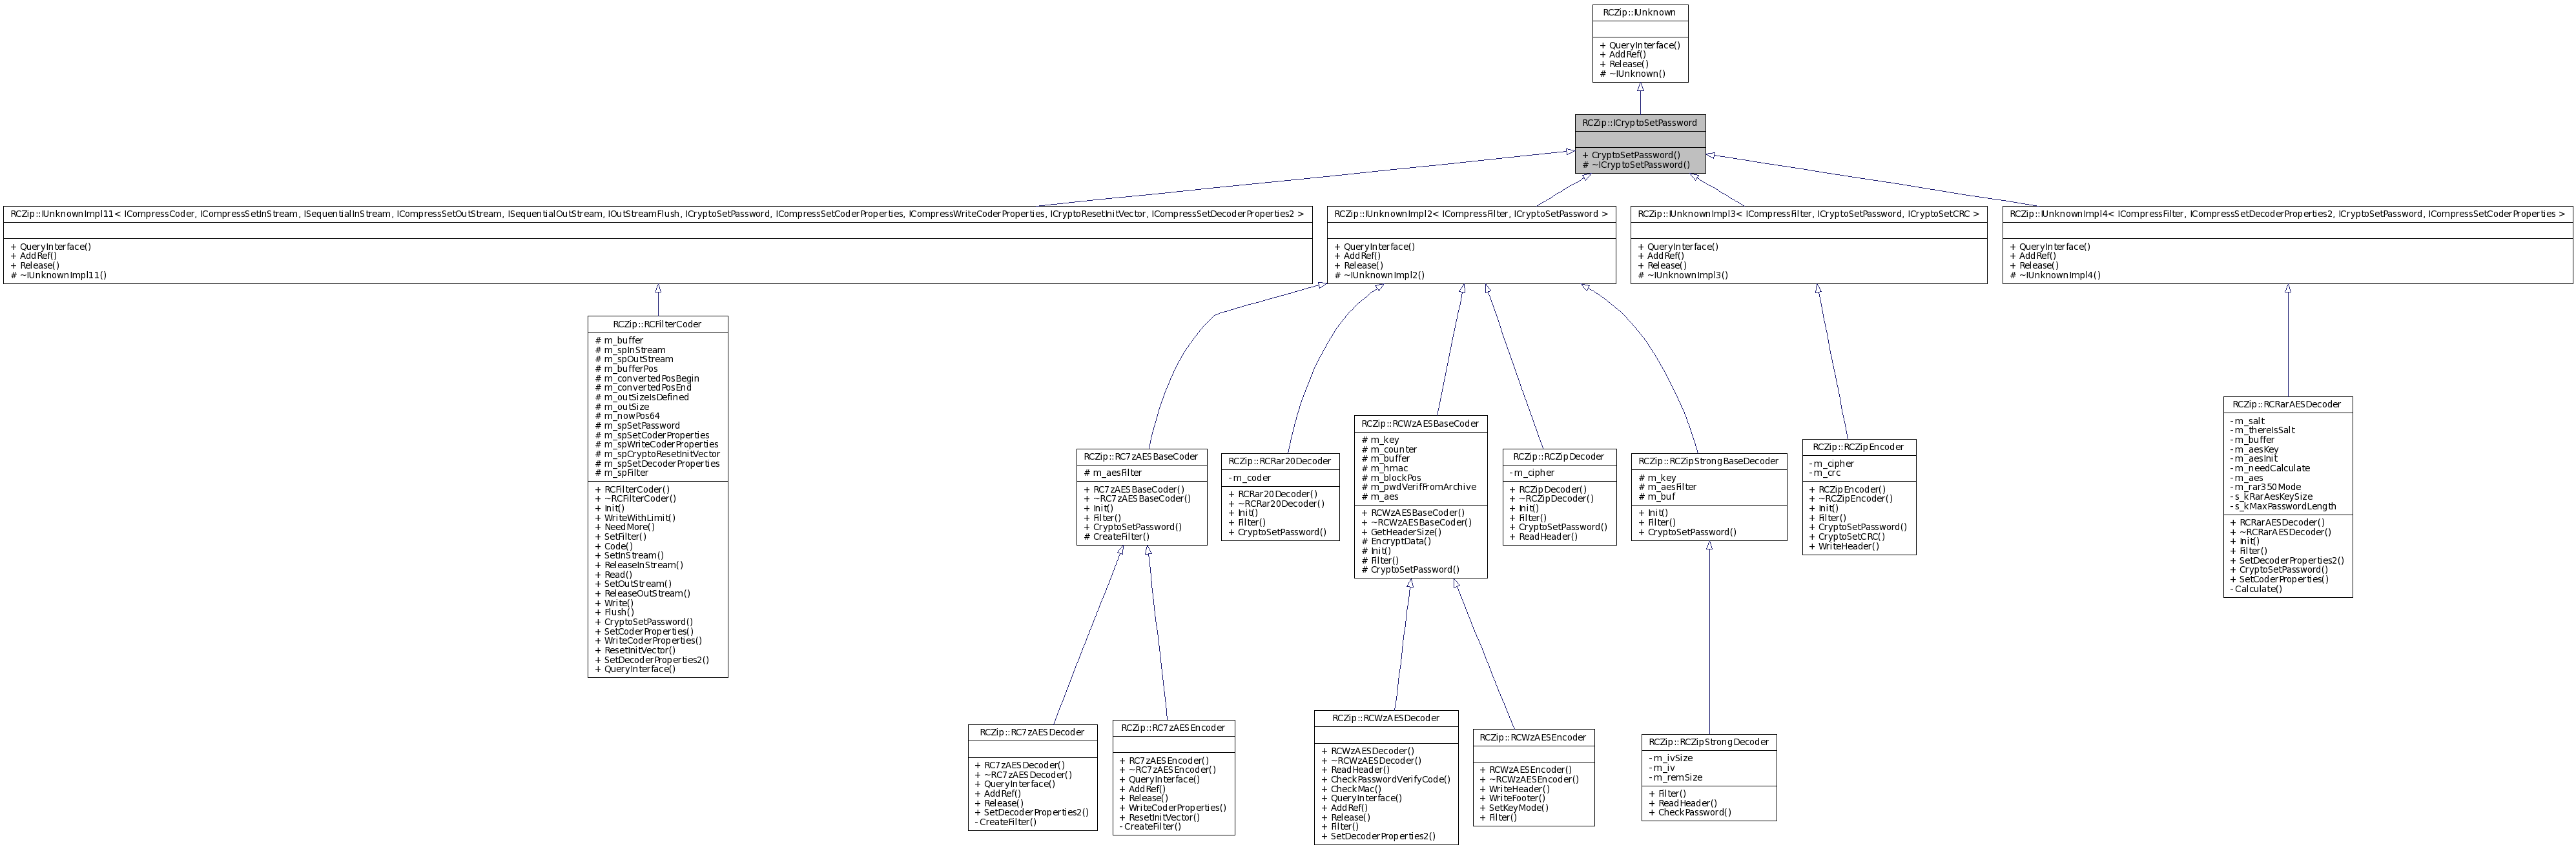 RCZip::IUnknown
+ QueryInterface()
+ AddRef()
+ Release()
# ~IUnknown()
RCZip::ICryptoSetPassword
+ CryptoSetPassword()
# ~ICryptoSetPassword()
RCZip::IUnknownImpl11< ICompressCoder, ICompressSetInStream, ISequentialInStream, ICompressSetOutStream, ISequentialOutStream, IOutStreamFlush, ICryptoSetPassword, ICompressSetCoderProperties, ICompressWriteCoderProperties, ICryptoResetInitVector, ICompressSetDecoderProperties2 >
+ QueryInterface()
+ AddRef()
+ Release()
# ~IUnknownImpl11()
RCZip::IUnknownImpl2< ICompressFilter, ICryptoSetPassword >
+ QueryInterface()
+ AddRef()
+ Release()
# ~IUnknownImpl2()
RCZip::IUnknownImpl3< ICompressFilter, ICryptoSetPassword, ICryptoSetCRC >
+ QueryInterface()
+ AddRef()
+ Release()
# ~IUnknownImpl3()
RCZip::IUnknownImpl4< ICompressFilter, ICompressSetDecoderProperties2, ICryptoSetPassword, ICompressSetCoderProperties >
+ QueryInterface()
+ AddRef()
+ Release()
# ~IUnknownImpl4()
RCZip::RCFilterCoder
# m_buffer
# m_spInStream
# m_spOutStream
# m_bufferPos
# m_convertedPosBegin
# m_convertedPosEnd
# m_outSizeIsDefined
# m_outSize
# m_nowPos64
# m_spSetPassword
# m_spSetCoderProperties
# m_spWriteCoderProperties
# m_spCryptoResetInitVector
# m_spSetDecoderProperties
# m_spFilter
+ RCFilterCoder()
+ ~RCFilterCoder()
+ Init()
+ WriteWithLimit()
+ NeedMore()
+ SetFilter()
+ Code()
+ SetInStream()
+ ReleaseInStream()
+ Read()
+ SetOutStream()
+ ReleaseOutStream()
+ Write()
+ Flush()
+ CryptoSetPassword()
+ SetCoderProperties()
+ WriteCoderProperties()
+ ResetInitVector()
+ SetDecoderProperties2()
+ QueryInterface()
RCZip::RC7zAESBaseCoder
# m_aesFilter
+ RC7zAESBaseCoder()
+ ~RC7zAESBaseCoder()
+ Init()
+ Filter()
+ CryptoSetPassword()
# CreateFilter()
RCZip::RCRar20Decoder
- m_coder
+ RCRar20Decoder()
+ ~RCRar20Decoder()
+ Init()
+ Filter()
+ CryptoSetPassword()
RCZip::RCWzAESBaseCoder
# m_key
# m_counter
# m_buffer
# m_hmac
# m_blockPos
# m_pwdVerifFromArchive
# m_aes
+ RCWzAESBaseCoder()
+ ~RCWzAESBaseCoder()
+ GetHeaderSize()
# EncryptData()
# Init()
# Filter()
# CryptoSetPassword()
RCZip::RCZipDecoder
- m_cipher
+ RCZipDecoder()
+ ~RCZipDecoder()
+ Init()
+ Filter()
+ CryptoSetPassword()
+ ReadHeader()
RCZip::RCZipStrongBaseDecoder
# m_key
# m_aesFilter
# m_buf
+ Init()
+ Filter()
+ CryptoSetPassword()
RCZip::RCZipEncoder
- m_cipher
- m_crc
+ RCZipEncoder()
+ ~RCZipEncoder()
+ Init()
+ Filter()
+ CryptoSetPassword()
+ CryptoSetCRC()
+ WriteHeader()
RCZip::RCRarAESDecoder
- m_salt
- m_thereIsSalt
- m_buffer
- m_aesKey
- m_aesInit
- m_needCalculate
- m_aes
- m_rar350Mode
- s_kRarAesKeySize
- s_kMaxPasswordLength
+ RCRarAESDecoder()
+ ~RCRarAESDecoder()
+ Init()
+ Filter()
+ SetDecoderProperties2()
+ CryptoSetPassword()
+ SetCoderProperties()
- Calculate()
RCZip::RC7zAESDecoder
+ RC7zAESDecoder()
+ ~RC7zAESDecoder()
+ QueryInterface()
+ AddRef()
+ Release()
+ SetDecoderProperties2()
- CreateFilter()
RCZip::RC7zAESEncoder
+ RC7zAESEncoder()
+ ~RC7zAESEncoder()
+ QueryInterface()
+ AddRef()
+ Release()
+ WriteCoderProperties()
+ ResetInitVector()
- CreateFilter()
RCZip::RCWzAESDecoder
+ RCWzAESDecoder()
+ ~RCWzAESDecoder()
+ ReadHeader()
+ CheckPasswordVerifyCode()
+ CheckMac()
+ QueryInterface()
+ AddRef()
+ Release()
+ Filter()
+ SetDecoderProperties2()
RCZip::RCWzAESEncoder
+ RCWzAESEncoder()
+ ~RCWzAESEncoder()
+ WriteHeader()
+ WriteFooter()
+ SetKeyMode()
+ Filter()
RCZip::RCZipStrongDecoder
- m_ivSize
- m_iv
- m_remSize
+ Filter()
+ ReadHeader()
+ CheckPassword()